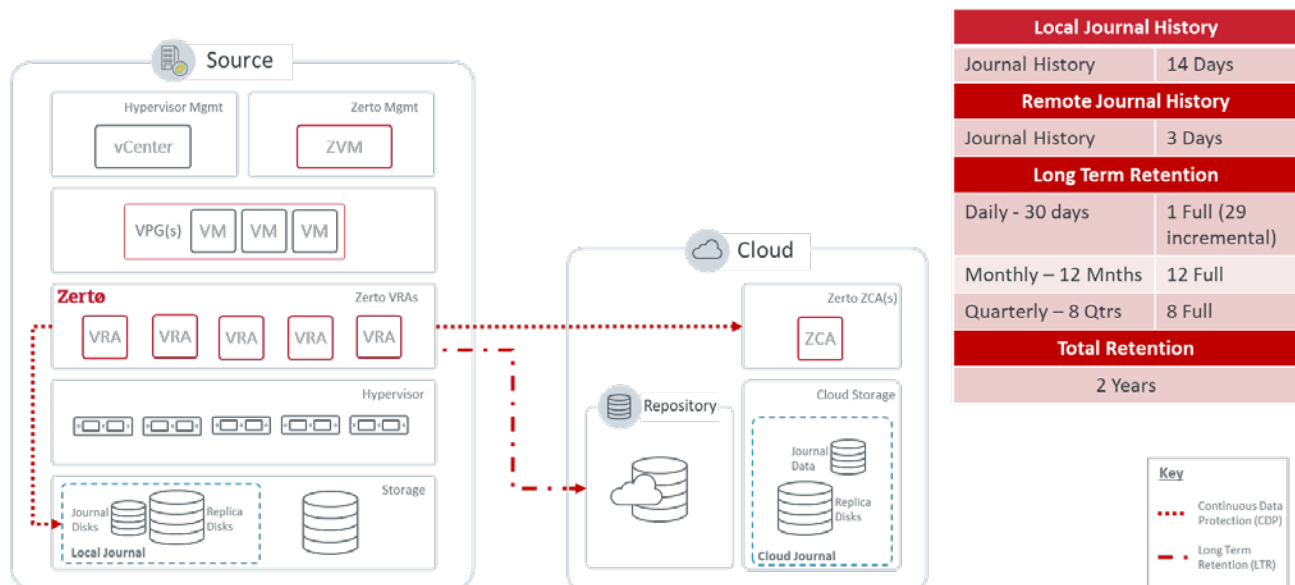 Source
Hypervisor Mgmt
vCenter
Zerto Mgmt
ZVM
VPG(s)
VM
VM
VM
Zerto
Zerto VRAs
VRA
VRA
VRA
VRA
VRA
Hypervisor
Storage
Journal
Disks
Replica
Disks
Local Journal
Cloud
Zerto ZCA(s)
ZCA
Repository
Cloud Storage
Journal
Data
Replica
Disks
Cloud Journal
Local Journal History
Journal History 14 Days
Remote Journal History
Journal History 3 Days
Long Term Retention
Daily - 30 days 1 Full (29
incremental)
Monthly – 12 Mnths 12 Full
Quarterly – 8 Qtrs 8 Full
Total Retention
2 Years
Key
Continuous Data
Protection (CDP)
Long Term
Retention (LTR)